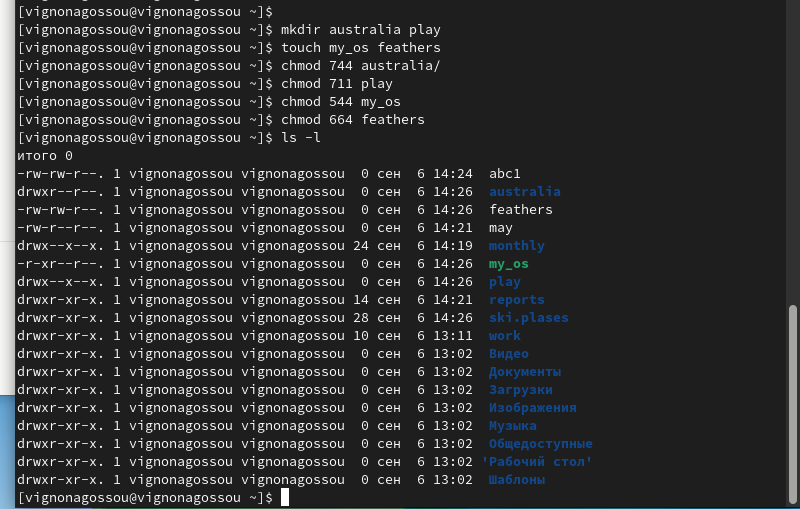 [vignonagossou@vignonagossou ~]$
[vignonagossou@vignonagossou ~]$ mkdir australia play
[vignonagossou@vignonagossou ~]$ touch my_os feathers
[vignonagossou@vignonagossou ~]$ chmod 744 australia/
[vignonagossou@vignonagossou ~]$ chmod 711 play
[vignonagossou@vignonagossou ~]$ chmod 544 my_os
[vignonagossou@vignonagossou ~]$ chmod 664 feathers
[vignonagossou@vignonagossou ~]$ ls -l
итого 0
-rw-rw-r--. 1 vignonagossou vignonagossou  0 сен  6 14:24  abc1
drwxr--r--. 1 vignonagossou vignonagossou  0 сен  6 14:26  australia
-rw-rw-r--. 1 vignonagossou vignonagossou  0 сен  6 14:26  feathers
-rw-r--r--. 1 vignonagossou vignonagossou  0 сен  6 14:21  may
drwx--x--x. 1 vignonagossou vignonagossou 24 сен  6 14:19  monthly
-r-xr--r--. 1 vignonagossou vignonagossou  0 сен  6 14:26  my_os
drwx--x--x. 1 vignonagossou vignonagossou  0 сен  6 14:26  play
drwxr-xr-x. 1 vignonagossou vignonagossou 14 сен  6 14:21  reports
drwxr-xr-x. 1 vignonagossou vignonagossou 28 сен  6 14:26  ski.plases
drwxr-xr-x. 1 vignonagossou vignonagossou 10 сен  6 13:11  work
drwxr-xr-x. 1 vignonagossou vignonagossou  0 сен  6 13:02  Видео
drwxr-xr-x. 1 vignonagossou vignonagossou  0 сен  6 13:02  Документы
drwxr-xr-x. 1 vignonagossou vignonagossou  0 сен  6 13:02  Загрузки
drwxr-xr-x. 1 vignonagossou vignonagossou  0 сен  6 13:02  Изображения
drwxr-xr-x. 1 vignonagossou vignonagossou  0 сен  6 13:02  Музыка
drwxr-xr-x. 1 vignonagossou vignonagossou  0 сен  6 13:02  Общедоступные
drwxr-xr-x. 1 vignonagossou vignonagossou  0 сен  6 13:02 'Рабочий стол'
drwxr-xr-x. 1 vignonagossou vignonagossou  0 сен  6 13:02  Шаблоны
[vignonagossou@vignonagossou ~]$